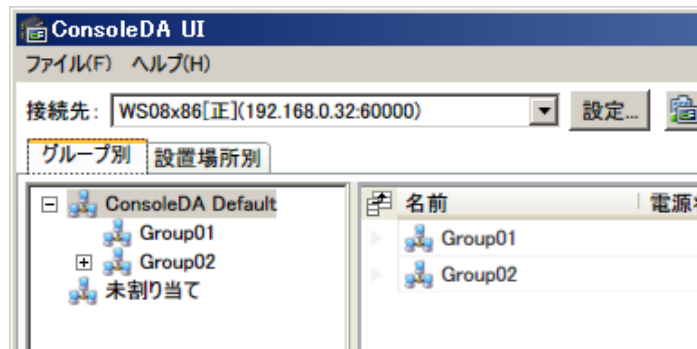 ConsoleDA UI
ファイル(F) ヘルプ(H)
接続先: WS08x86[正](192.168.0.32:60000) 設定...
グループ別 設置場所別
ConsoleDA Default
Group01
Group02
未割り当て
名前 電源
Group01
Group02